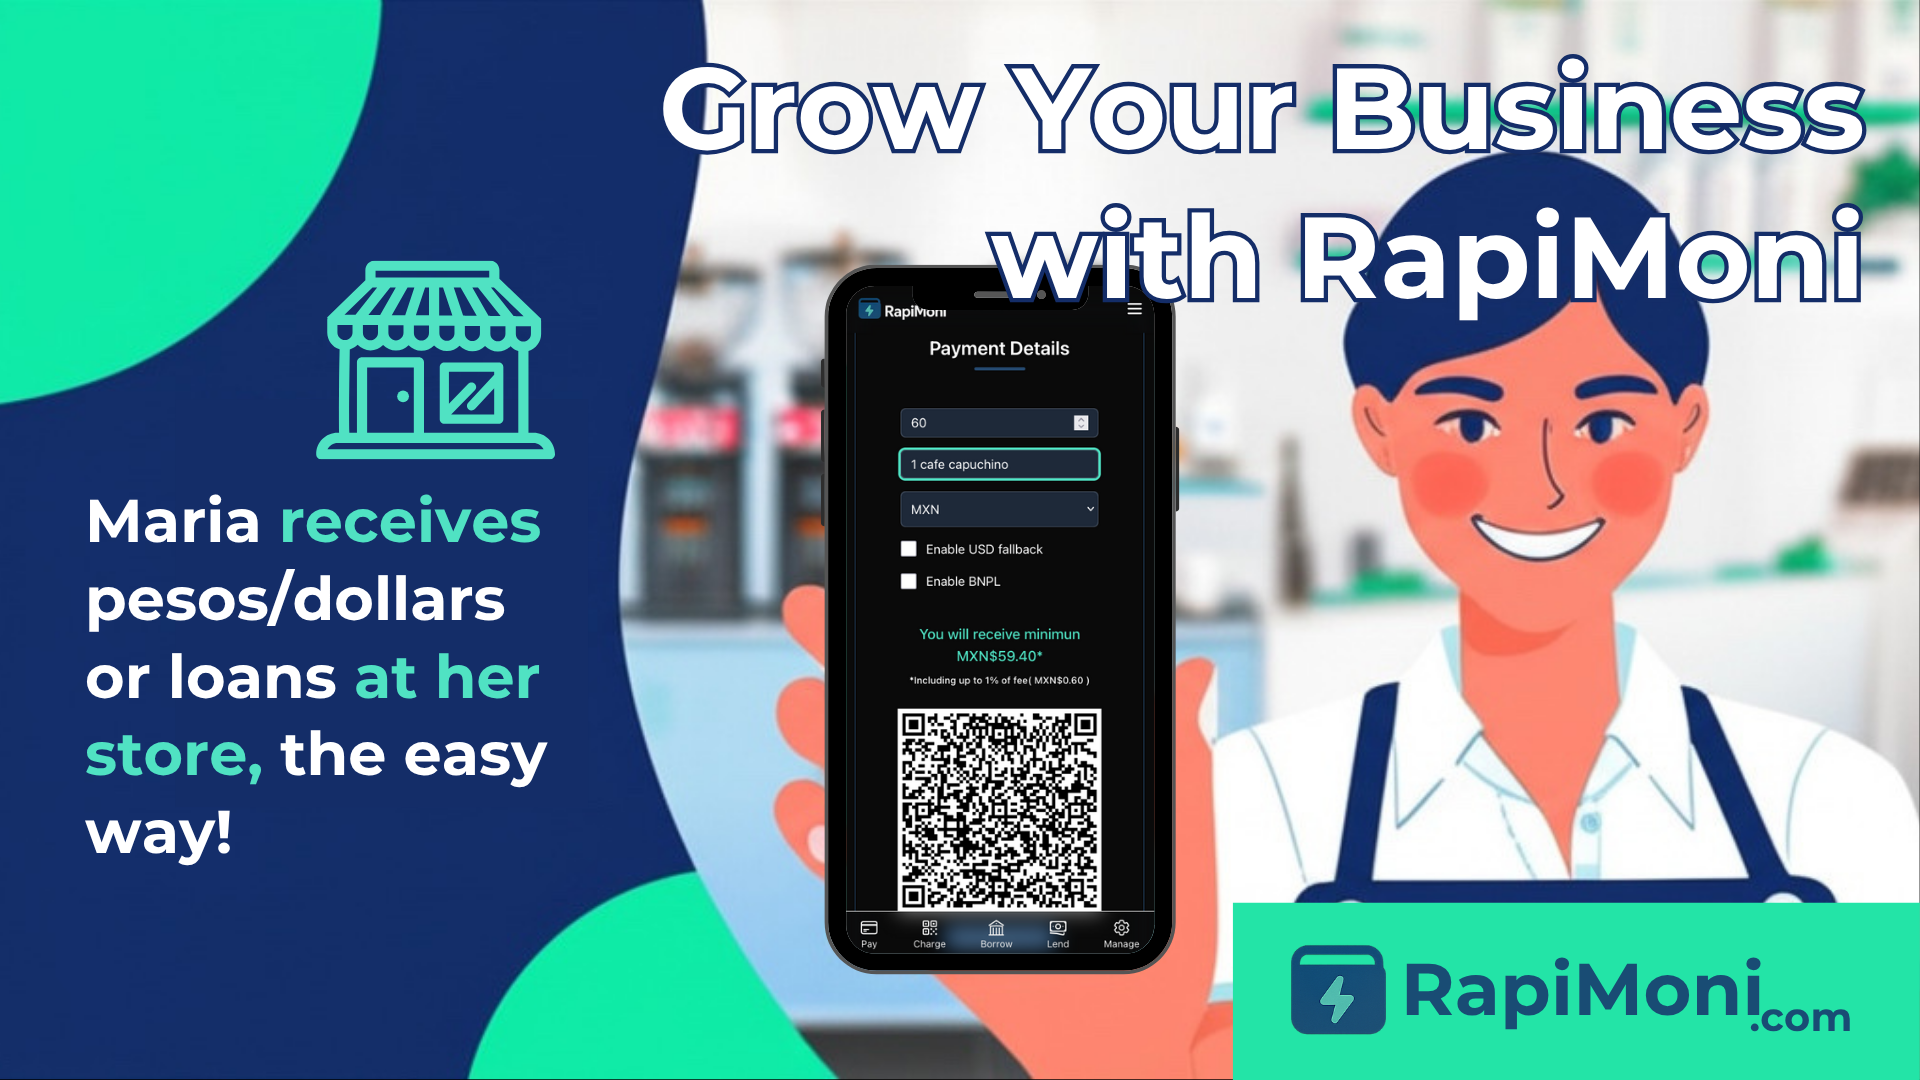 Grow Your Business
with RapiMoni
Maria receives
pesos/dollars
or loans at her
store, the easy
way!
RapiMoni
Payment Details
60
1 cafe capuchino
MXN
Enable USD fallback
Enable BNPL
You will receive minimun
MXN$59.40*
*Including up to 1% of fee( MXN$0.60 )
Pay Charge Borrow Lend Manage
RapiMoni.com